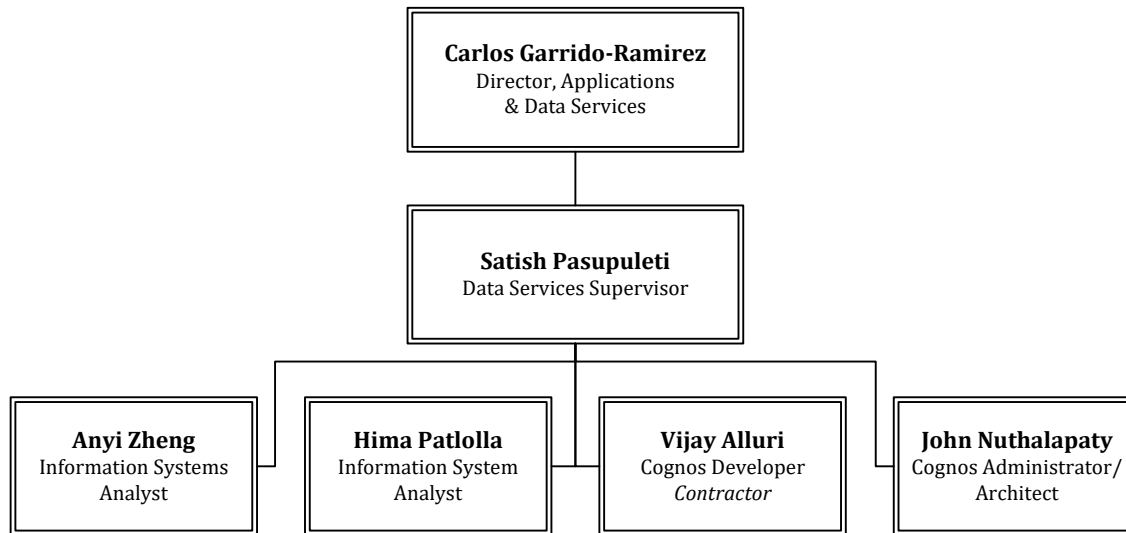 Carlos Garrido-Ramirez
Director, Applications
& Data Services
Satish Pasupuleti
Data Services Supervisor
Anyi Zheng
Information Systems
Analyst
Hima Patlolla
Information System
Analyst
Vijay Alluri
Cognos Developer
Contractor
John Nuthalapaty
Cognos Administrator/
Architect